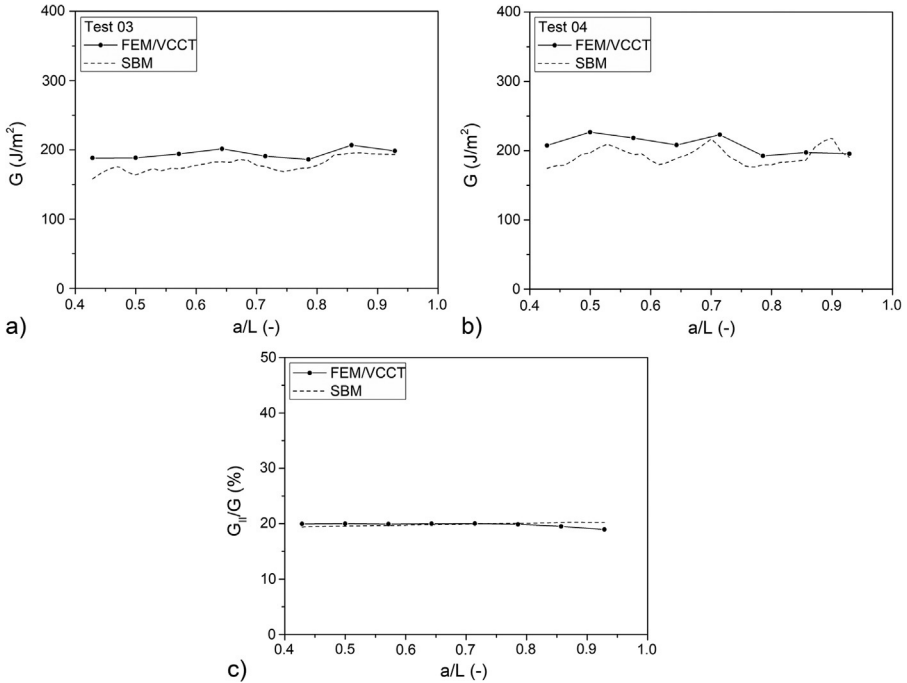 400
Test 03
FEM/VCCT
SBM
300
200
100
0
G (J/m²)
0.4 0.5 0.6 0.7 0.8 0.9 1.0
a/L (-)
a)
400
Test 04
FEM/VCCT
SBM
300
200
100
0
G (J/m²)
0.4 0.5 0.6 0.7 0.8 0.9 1.0
a/L (-)
b)
50
FEM/VCCT
SBM
40
30
20
10
0
G_II/G (%)
0.4 0.5 0.6 0.7 0.8 0.9 1.0
a/L (-)
c)